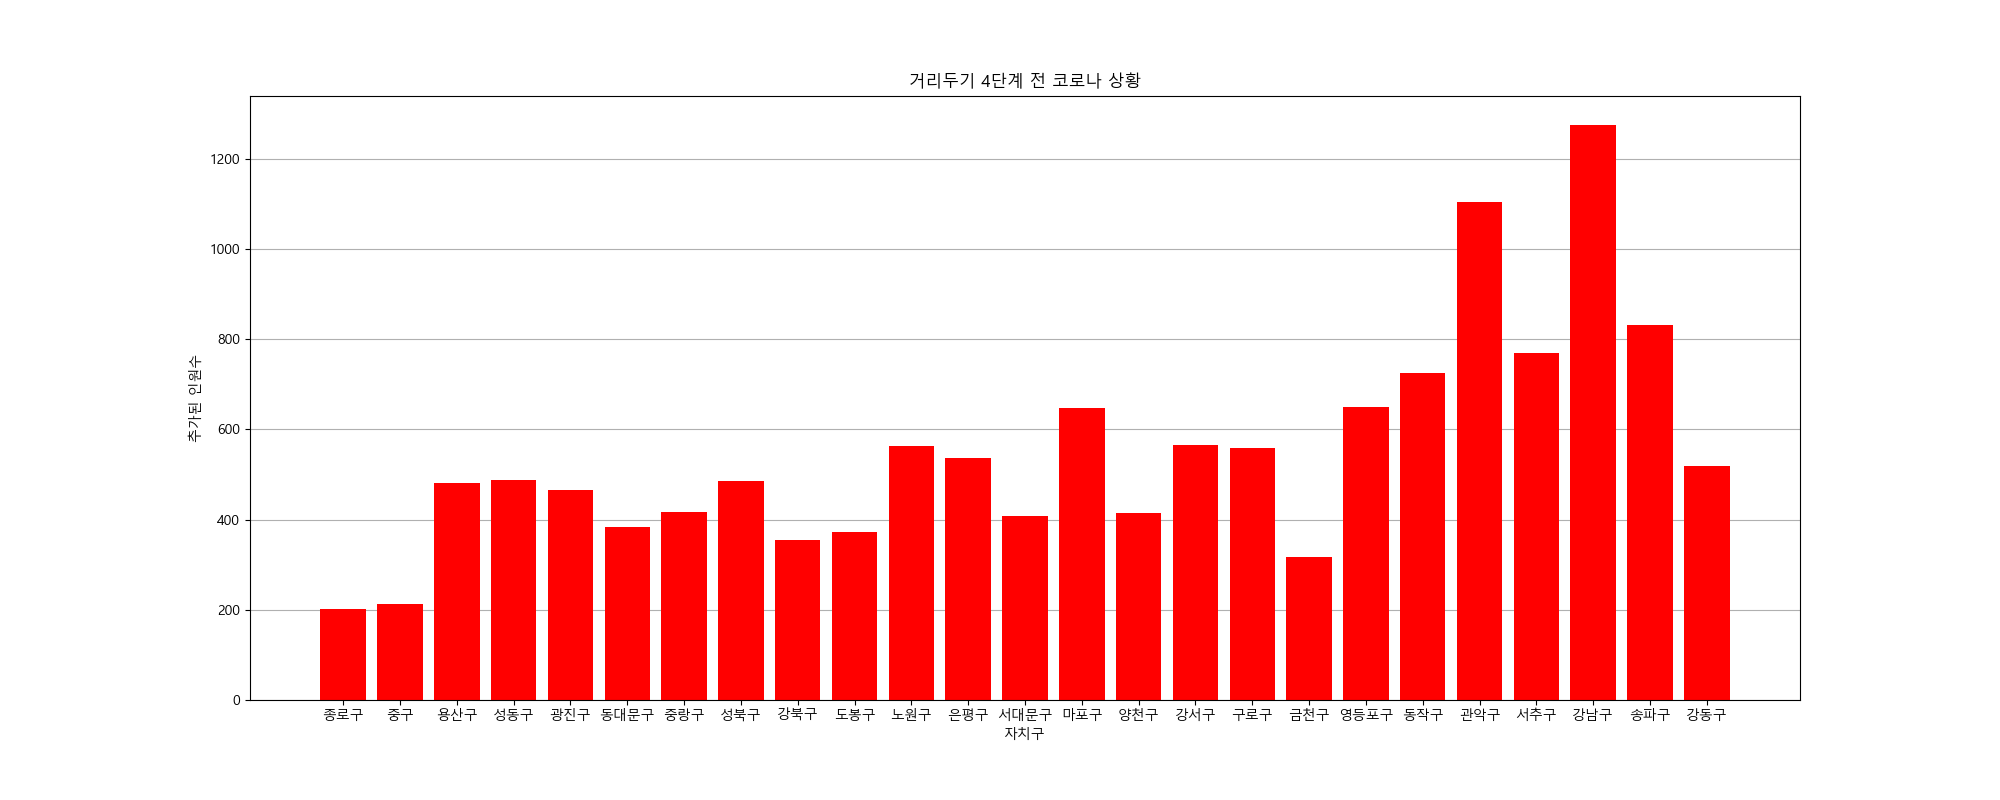 거리두기 4단계 전 코로나 상황
1200
1000
800
600
400
200
0
추가된 인원수
종로구 중구 용산구 성동구 광진구 동대문구 중랑구 성북구 강북구 도봉구 노원구 은평구 서대문구 마포구 양천구 강서구 구로구 금천구 영등포구 동작구 관악구 서추구 강남구 송파구 강동구
자치구